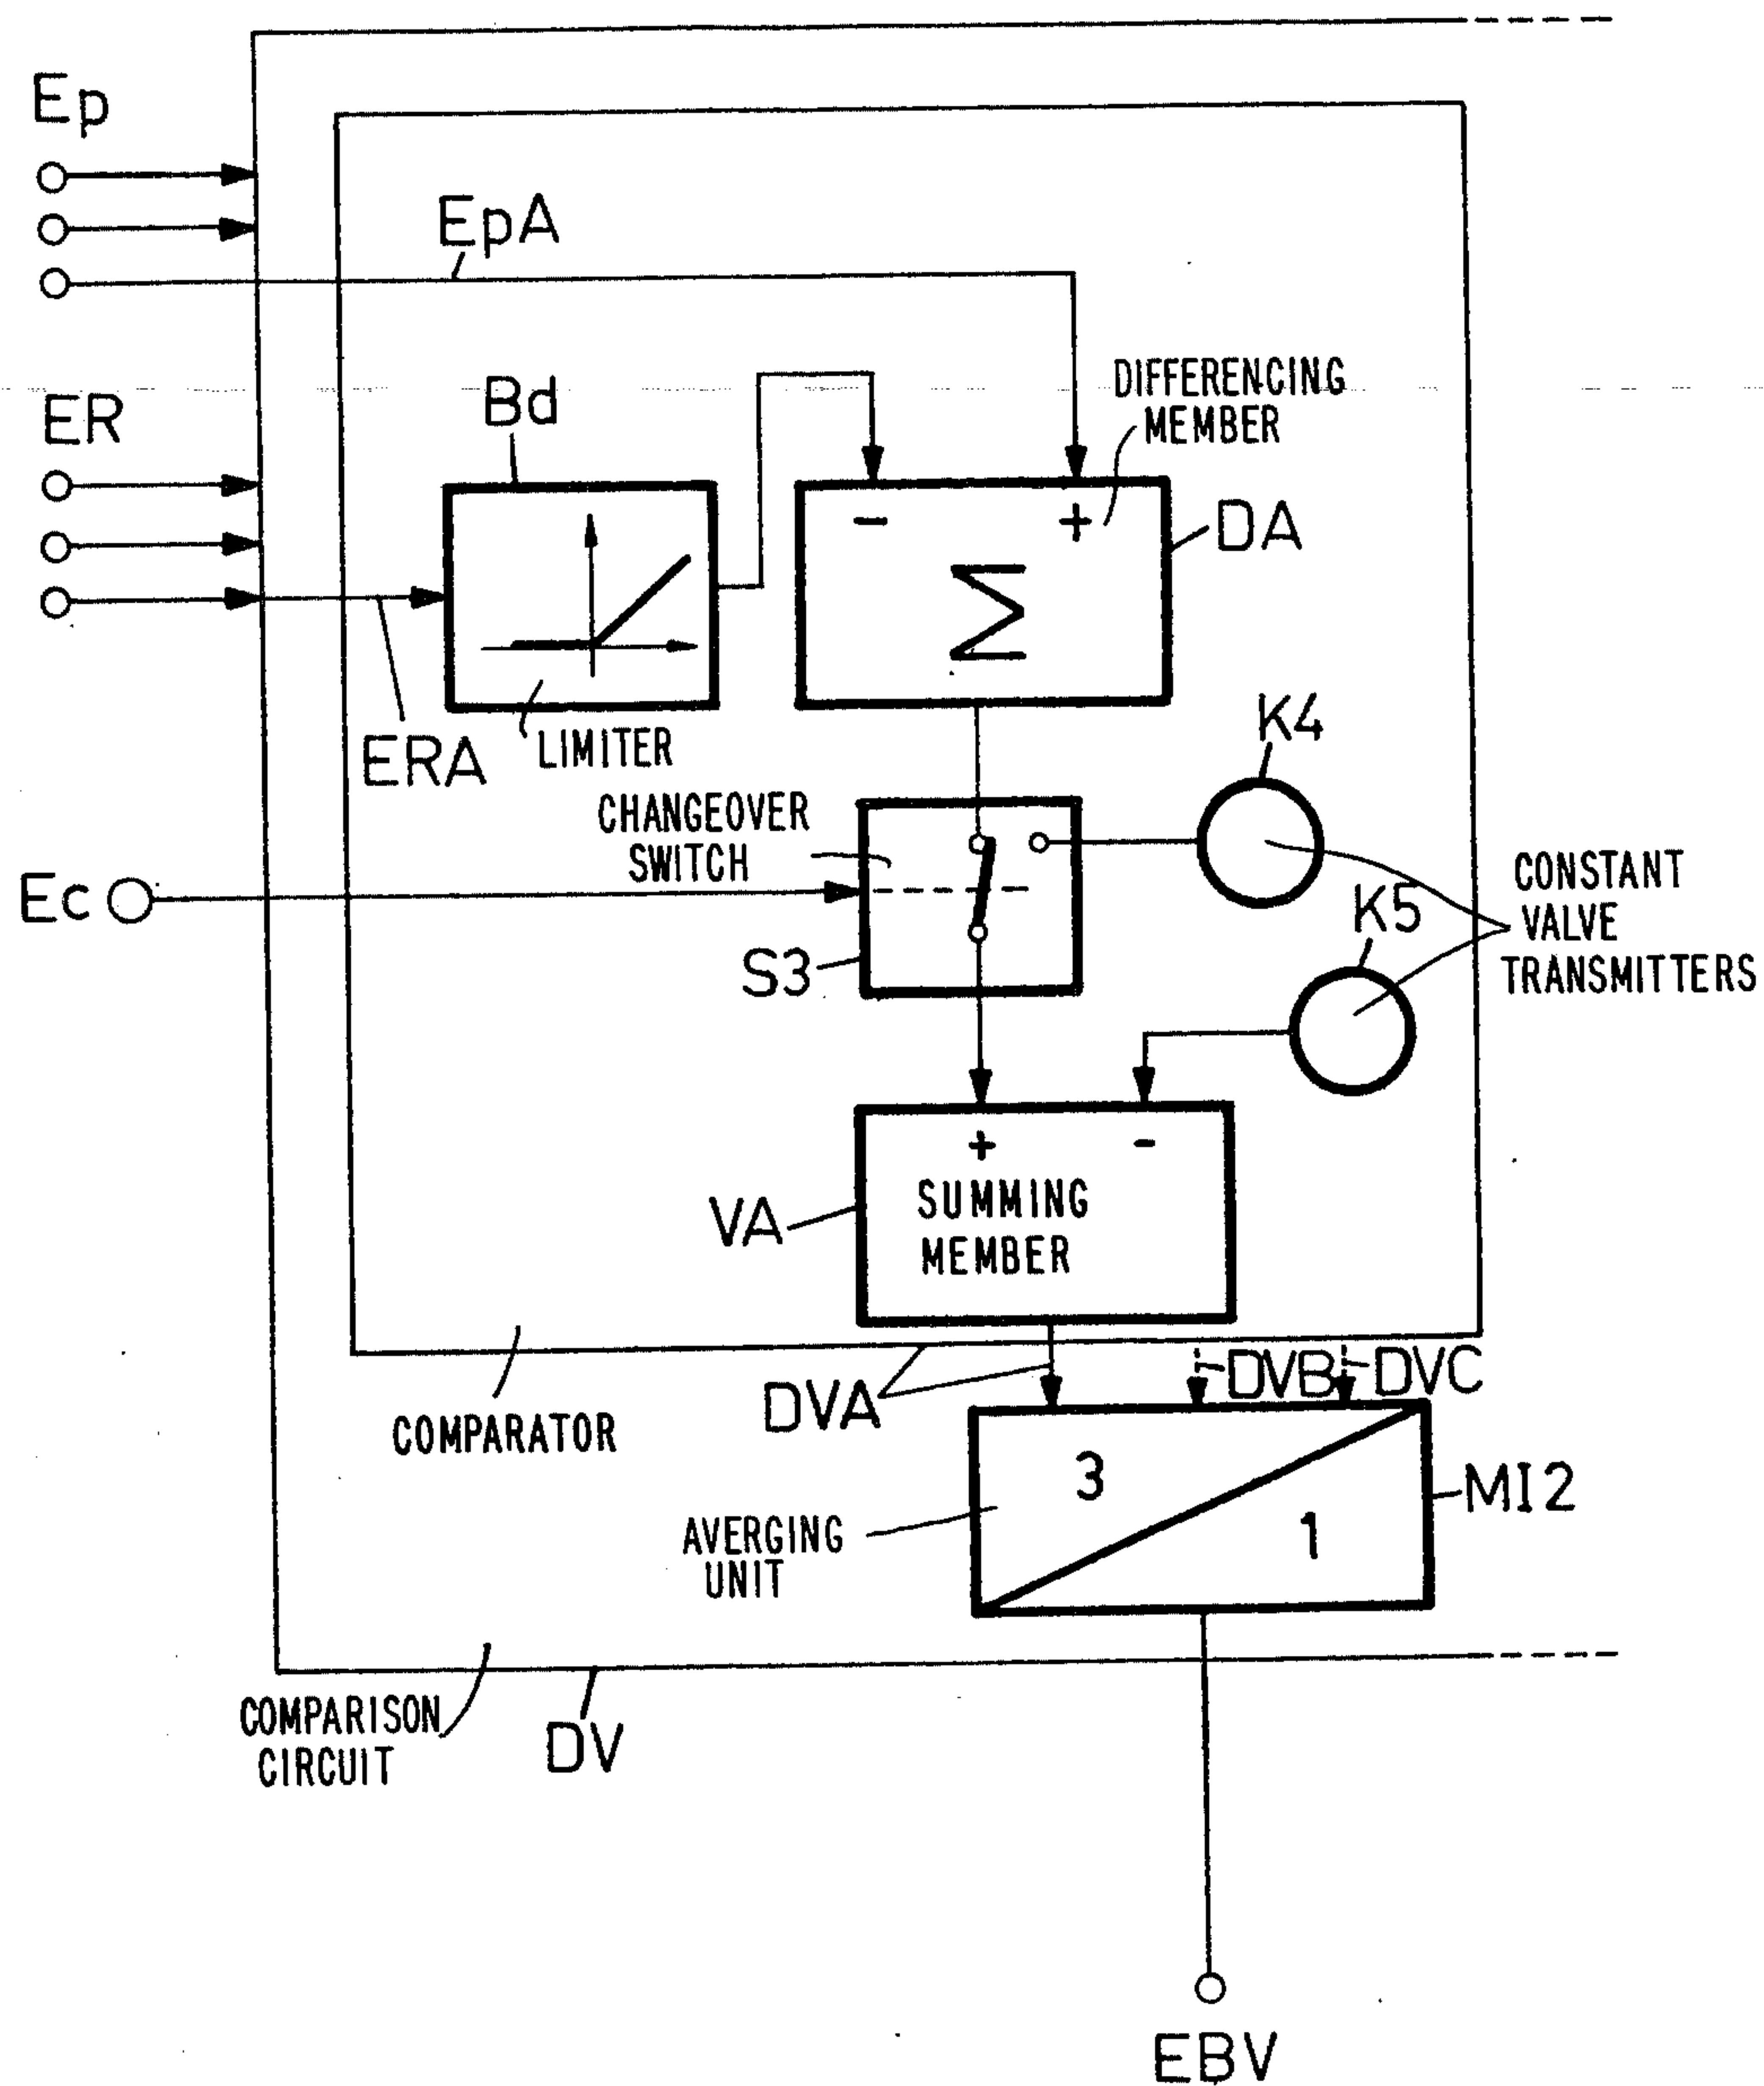 Ep
EpA
DIFFERENCING
MEMBER
ER
Bd
- +
DA
Σ
ERA
LIMITER
K4
CHANGEOVER
SWITCH
CONSTANT
VALVE
TRANSMITTERS
Ec
K5
S3
+ -
VA
SUMMING
MEMBER
DVA
DVB
DVC
COMPARATOR
3
1
MI2
AVERGING
UNIT
COMPARISON
CIRCUIT
DV
EBV